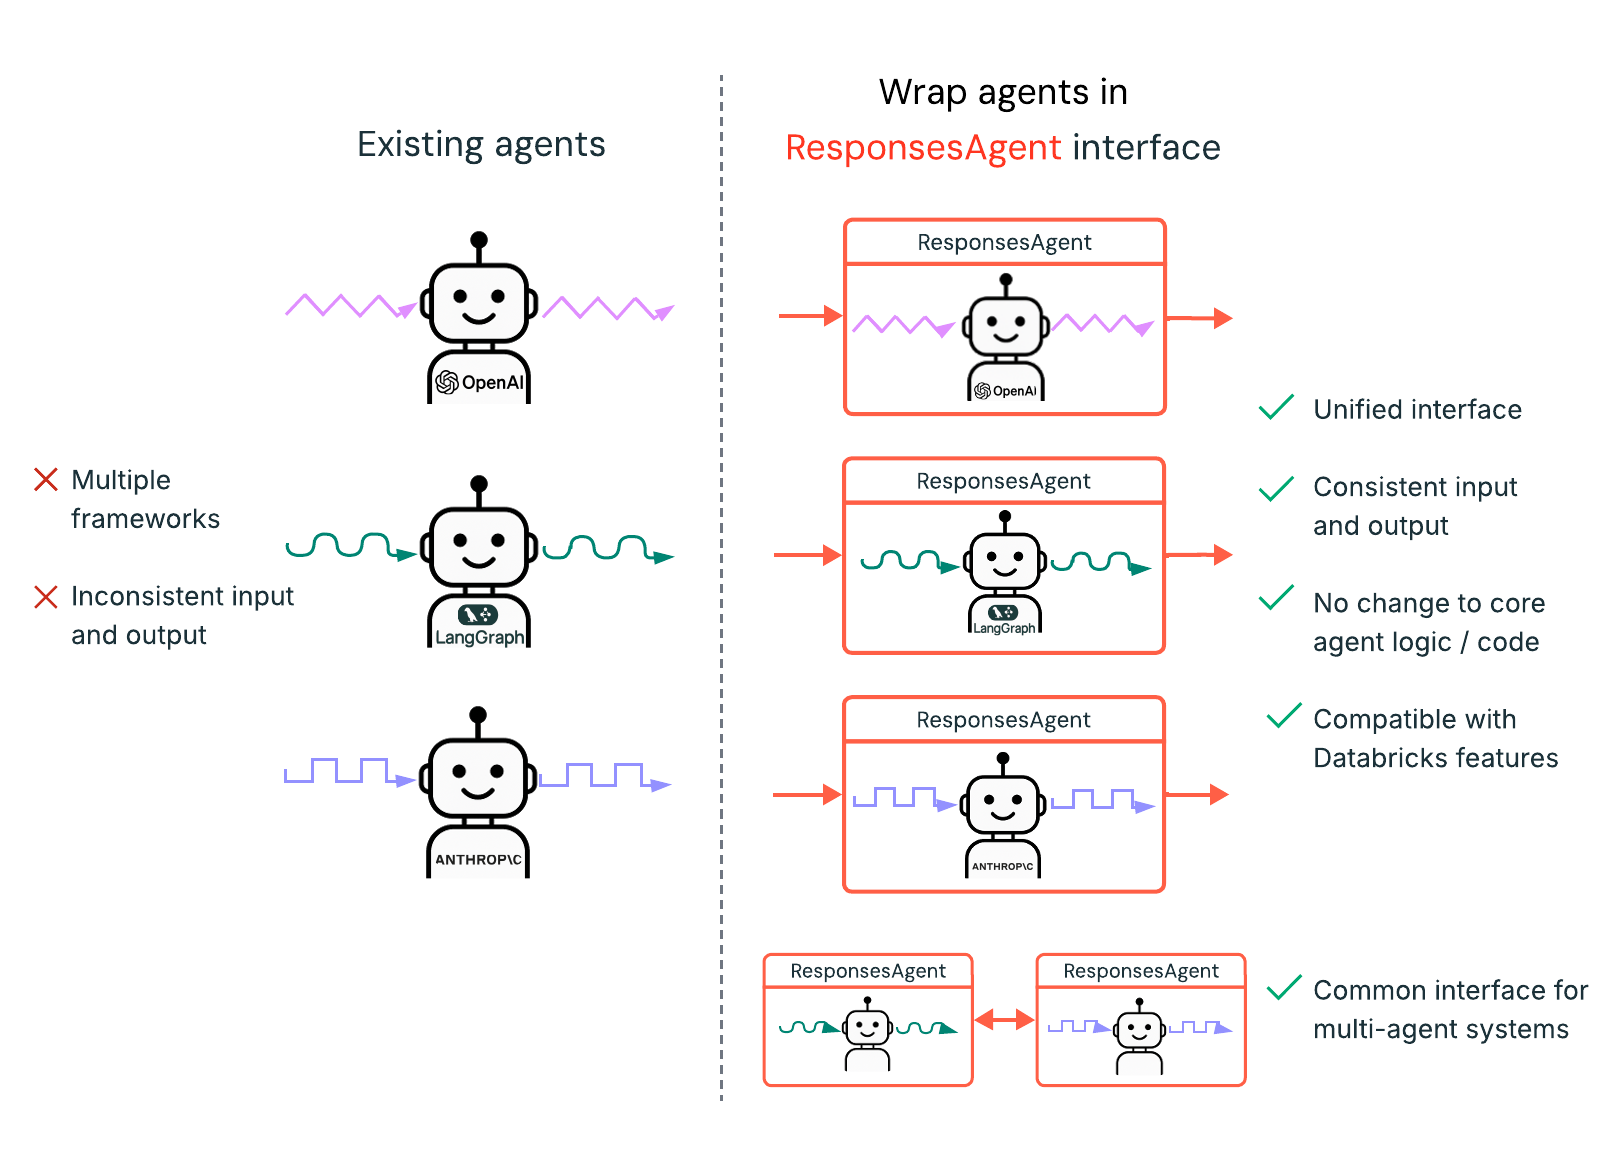 Existing agents
OpenAI
Multiple
frameworks
Inconsistent input
and output
LangGraph
ANTHROP\C
Wrap agents in
ResponsesAgent interface
ResponsesAgent
OpenAI
ResponsesAgent
LangGraph
ResponsesAgent
ANTHROP\C
Unified interface
Consistent input
and output
No change to core
agent logic / code
Compatible with
Databricks features
ResponsesAgent
ResponsesAgent
Common interface for
multi-agent systems